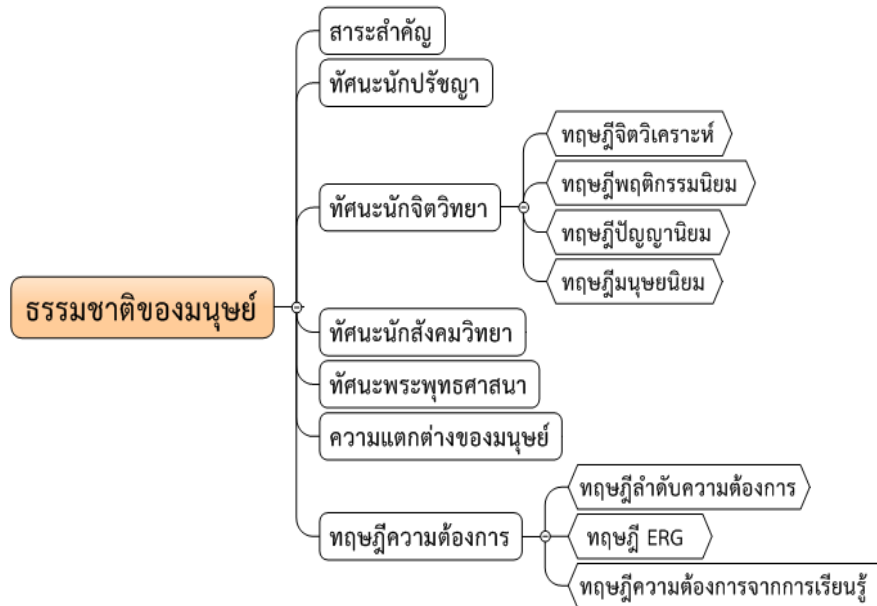 ธรรมชาติของมนุษย์
สาระสำคัญ
ทัศนะนักปรัชญา
ทัศนะนักจิตวิทยา
ทฤษฎีจิตวิเคราะห์
ทฤษฎีพฤติกรรมนิยม
ทฤษฎีปัญญานิยม
ทฤษฎีมนุษยนิยม
ทัศนะนักสังคมวิทยา
ทัศนะพระพุทธศาสนา
ความแตกต่างของมนุษย์
ทฤษฎีความต้องการ
ทฤษฎีลำดับความต้องการ
ทฤษฎี ERG
ทฤษฎีความต้องการจากการเรียนรู้